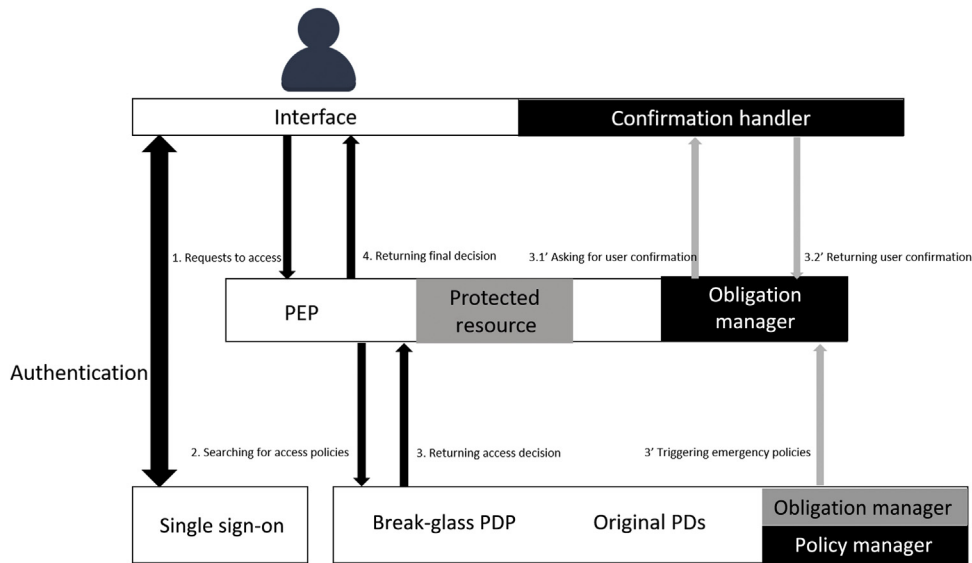 Interface
Confirmation handler
1. Requests to access
4. Returning final decision
3.1’ Asking for user confirmation
3.2’ Returning user confirmation
PEP
Protected
resource
Obligation
manager
Authentication
2. Searching for access policies
3. Returning access decision
3’ Triggering emergency policies
Single sign-on
Break-glass PDP
Original PDs
Obligation manager
Policy manager